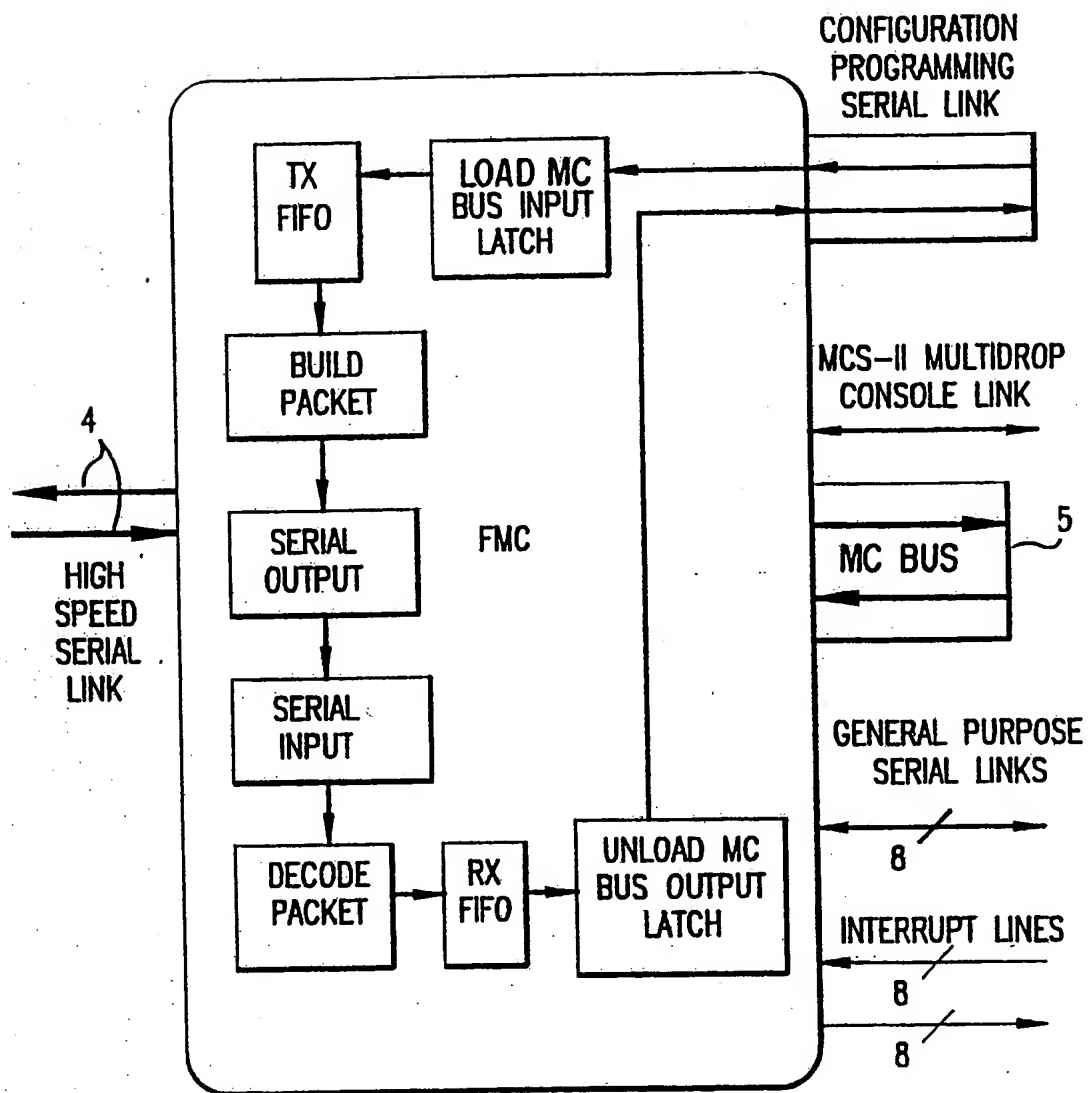 CONFIGURATION
PROGRAMMING
SERIAL LINK
TX
FIFO
LOAD MC
BUS INPUT
LATCH
BUILD
PACKET
MCS-II MULTIDROP
CONSOLE LINK
4
SERIAL
OUTPUT
FMC
MC BUS
5
HIGH
SPEED
SERIAL
LINK
SERIAL
INPUT
GENERAL PURPOSE
SERIAL LINKS
8
DECODE
PACKET
RX
FIFO
UNLOAD MC
BUS OUTPUT
LATCH
INTERRUPT LINES
8
8